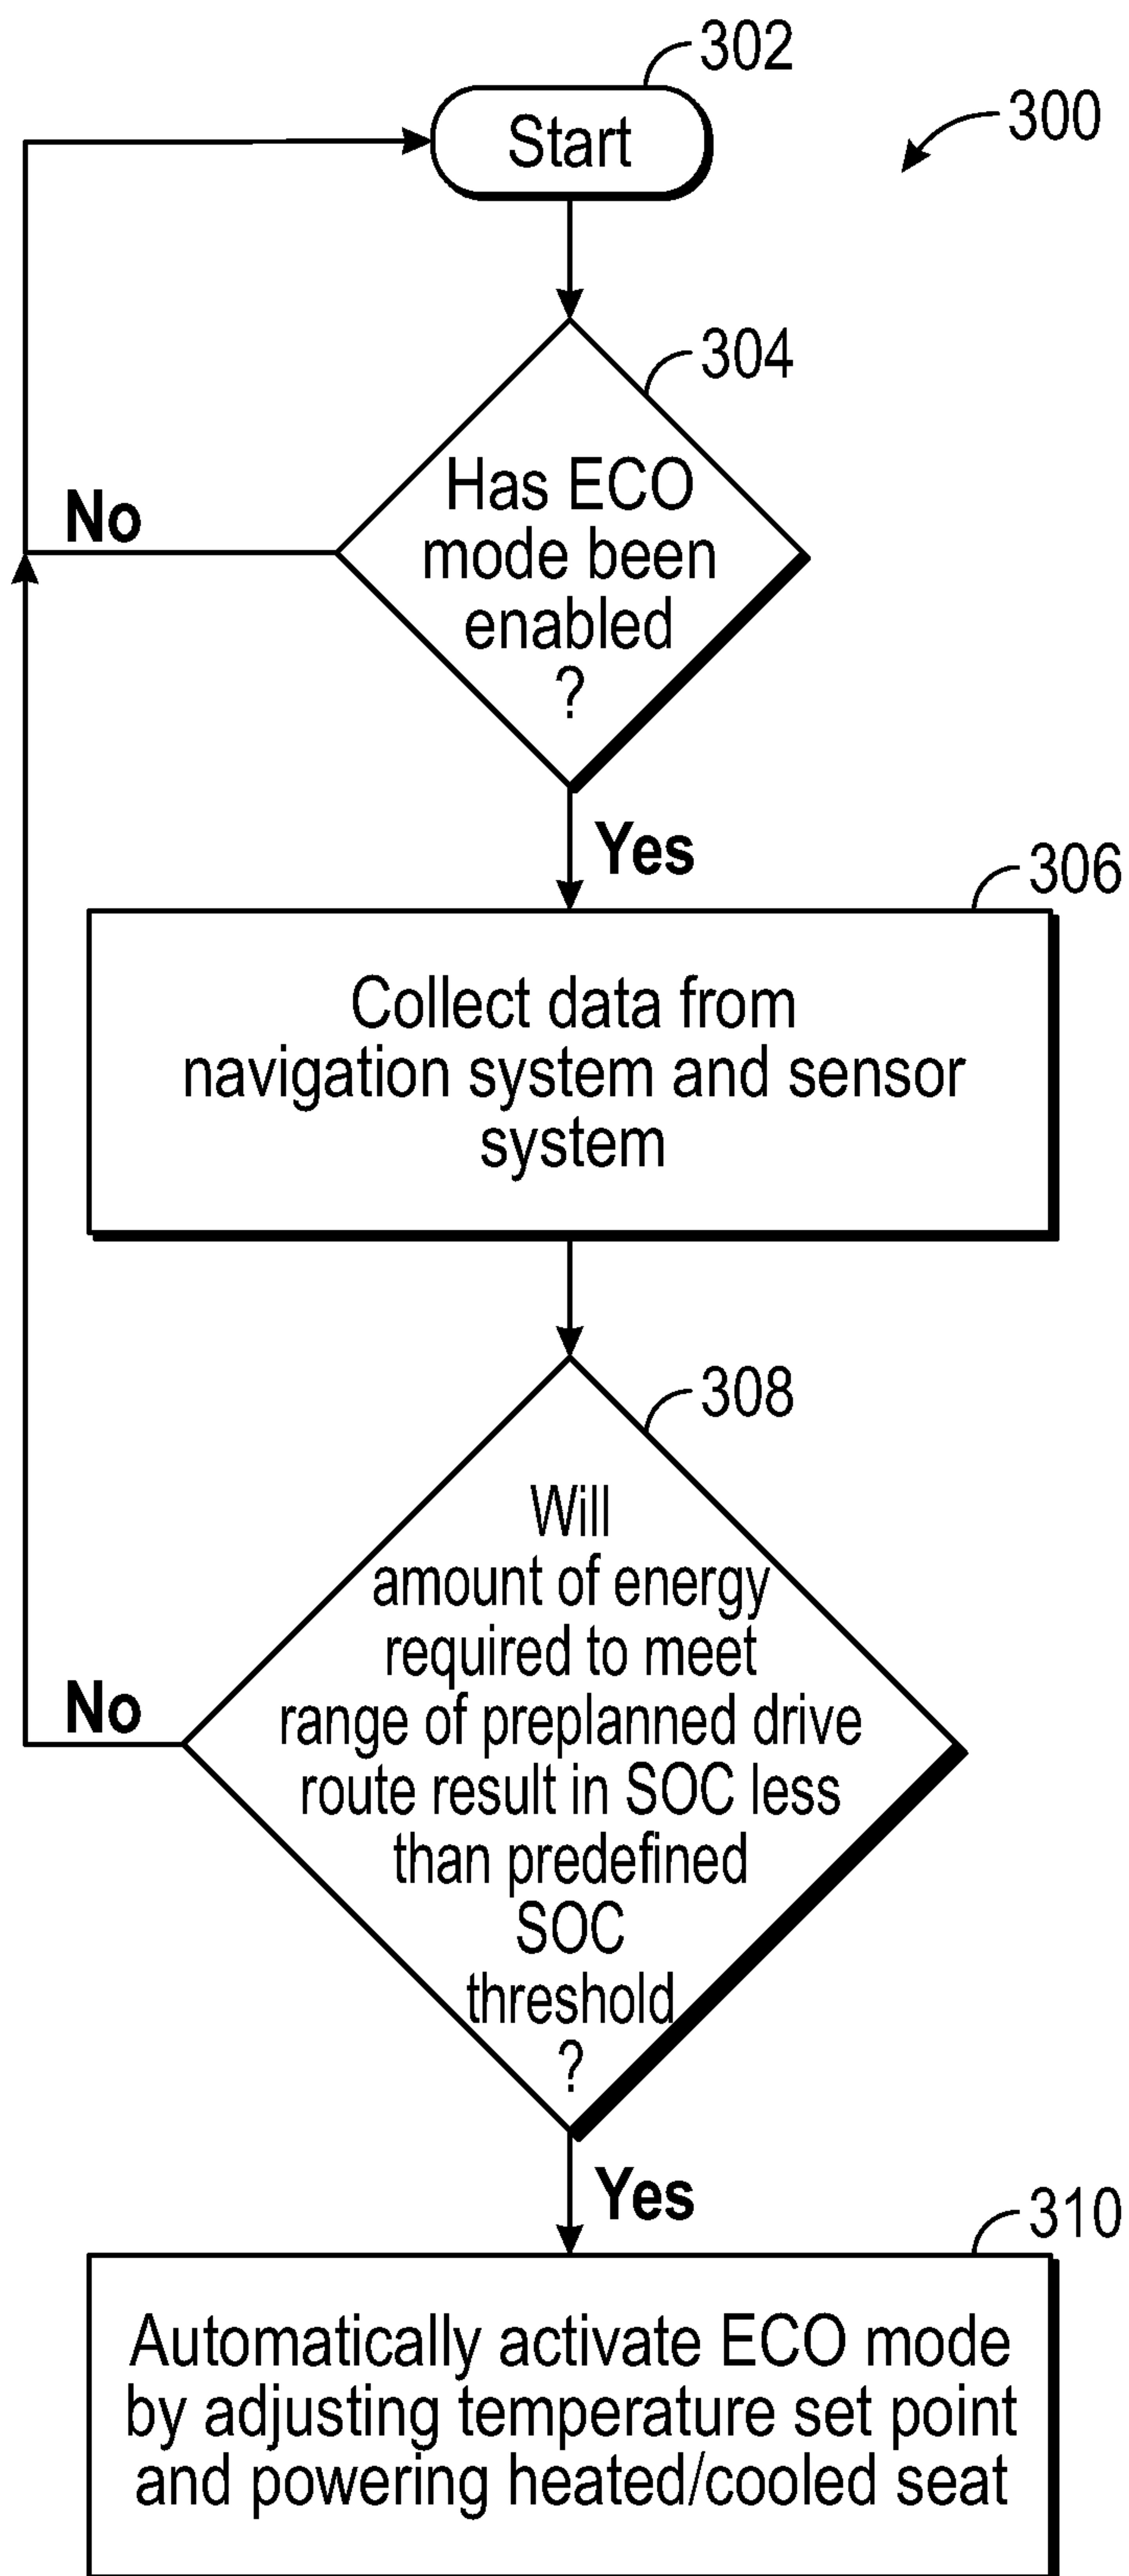 302
Start
300
304
Has ECO
mode been
enabled
?
No
Yes
306
Collect data from
navigation system and sensor
system
308
Will
amount of energy
required to meet
range of preplanned drive
route result in SOC less
than predefined
SOC
threshold
?
No
Yes
310
Automatically activate ECO mode
by adjusting temperature set point
and powering heated/cooled seat